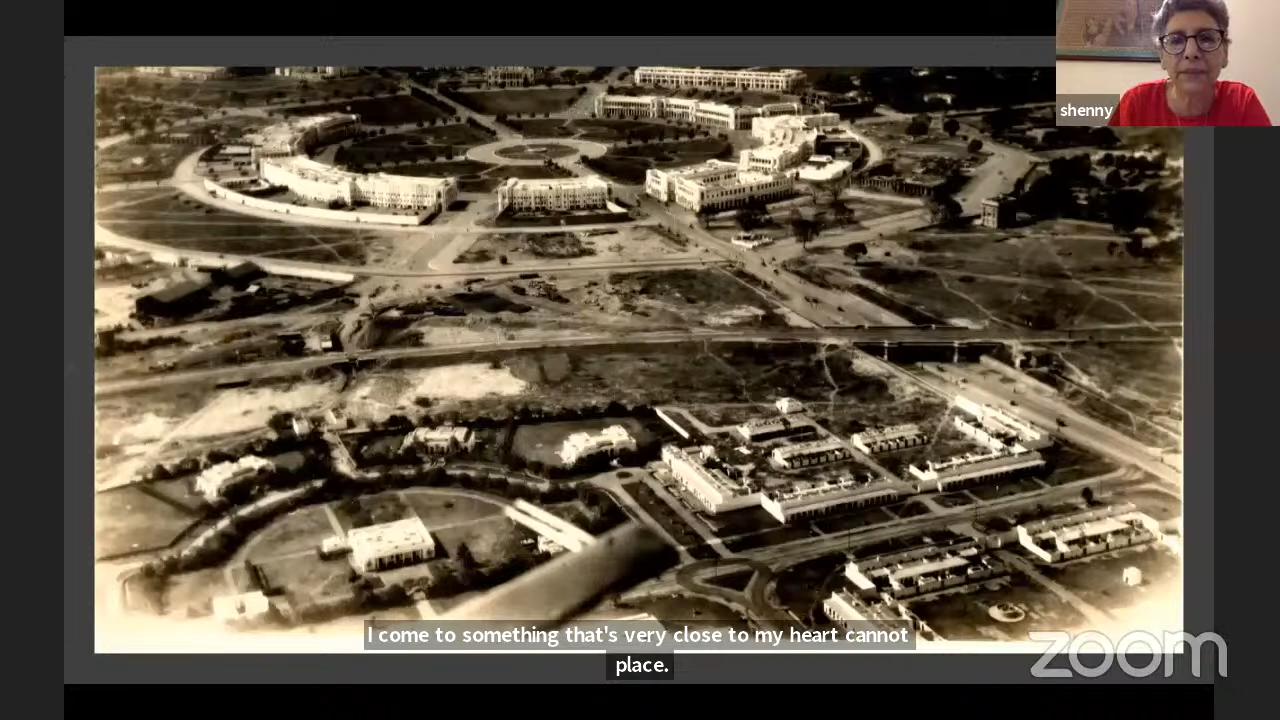 shenny
I come to something that's very close to my heart cannot
place.
zoom